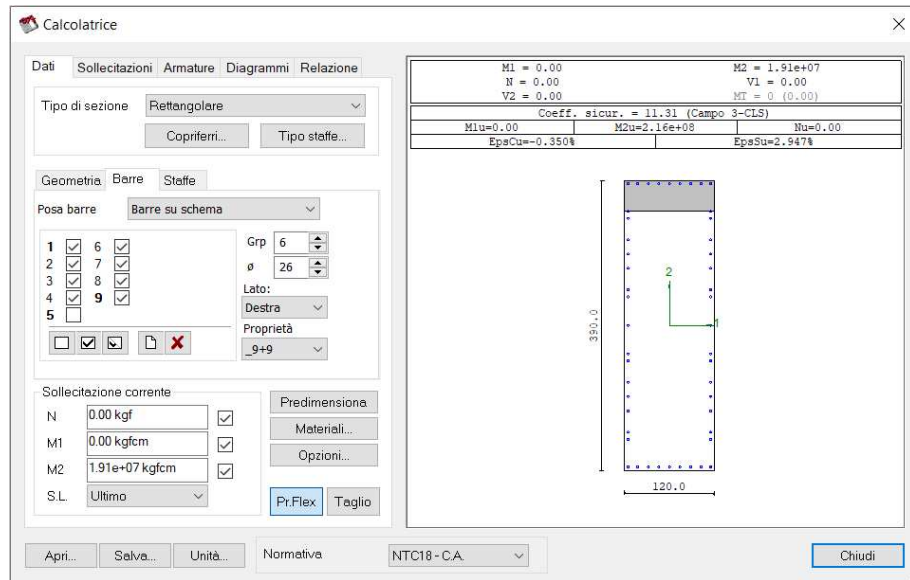 Calcolatrice
Dati Sollecitazioni Armature Diagrammi Relazione
Tipo di sezione Rettangolare
Copriferri... Tipo staffe...
Geometria Barre Staffe
Posa barre Barre su schema
1 6
2 7
3 8
4 9
5
Grp 6
ø 26
Lato:
Destra
Proprietà
_9+9
Sollecitazione corrente
N 0.00 kgf
M1 0.00 kgfcm
M2 1.91e+07 kgfcm
S.L. Ultimo
Predimensiona
Materiali...
Opzioni...
Pr.Flex Taglio
M1 = 0.00 M2 = 1.91e+07
N = 0.00 V1 = 0.00
V2 = 0.00 MT = 0 (0.00)
Coeff. sicur. = 11.31 (Campo 3-CLS)
M1u=0.00 M2u=2.16e+08 Nu=0.00
EpsCu=-0.350% EpsSu=2.947%
2
1
390.0
120.0
Apri... Salva... Unità... Normativa NTC18 - C.A. Chiudi